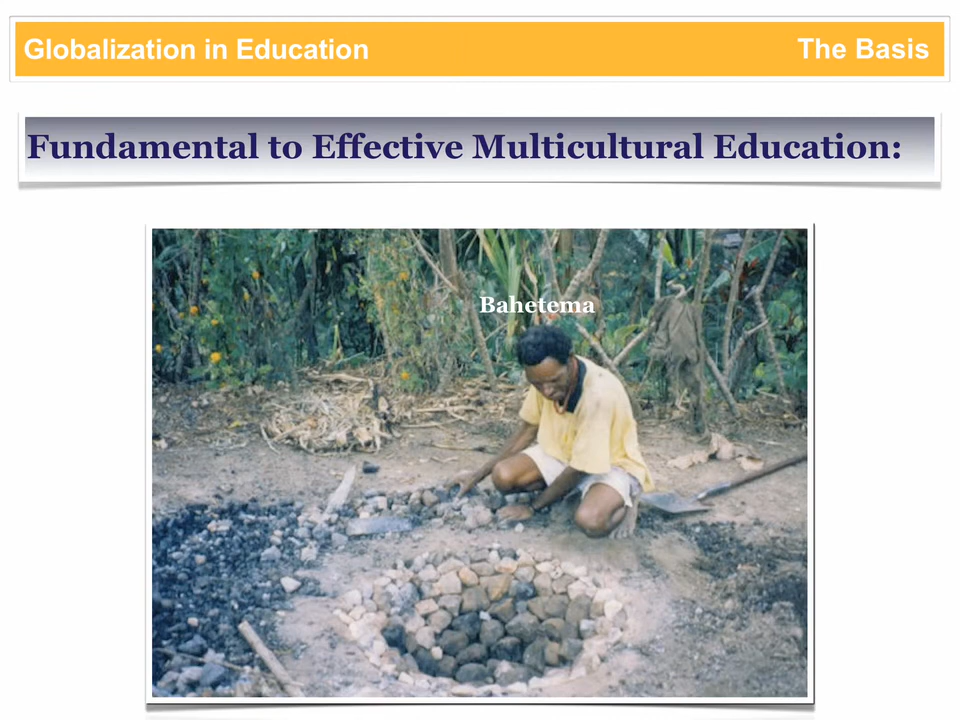 Globalization in Education
The Basis
Fundamental to Effective Multicultural Education:
Bahetema